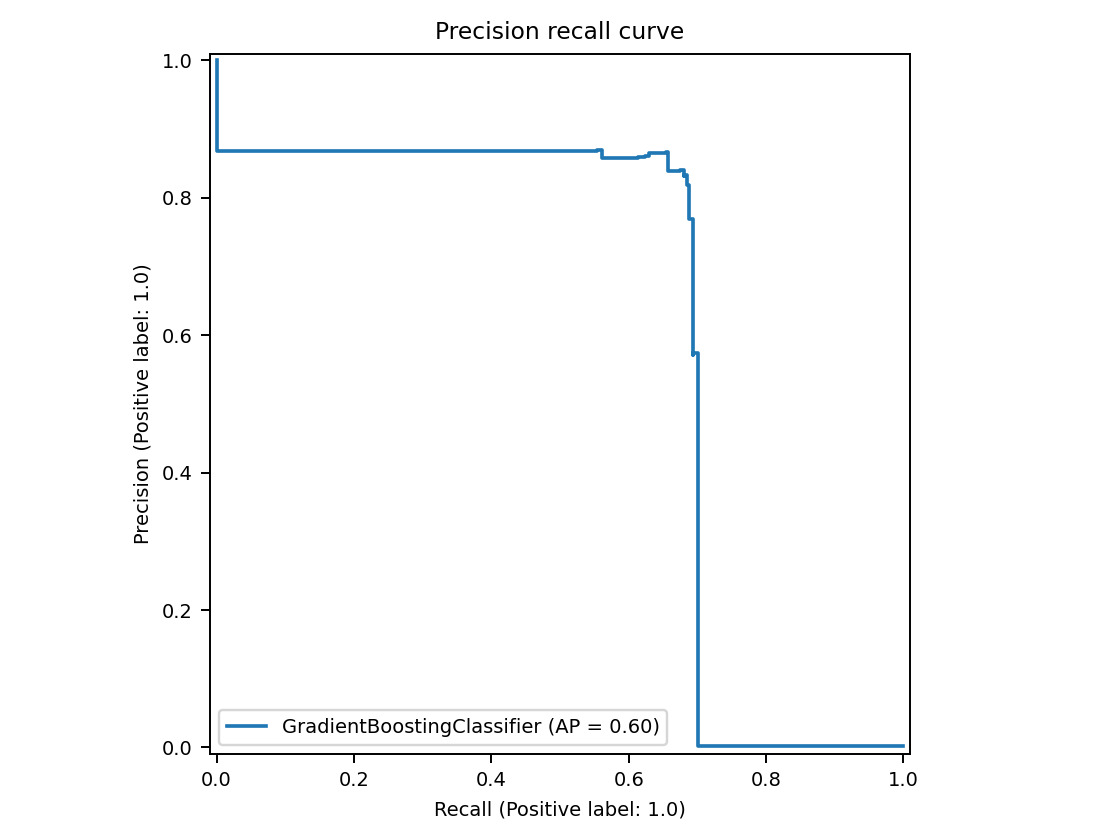 Precision recall curve
1.0
0.8
0.6
0.4
0.2
0.0
Precision (Positive label: 1.0)
GradientBoostingClassifier (AP = 0.60)
0.0 0.2 0.4 0.6 0.8 1.0
Recall (Positive label: 1.0)